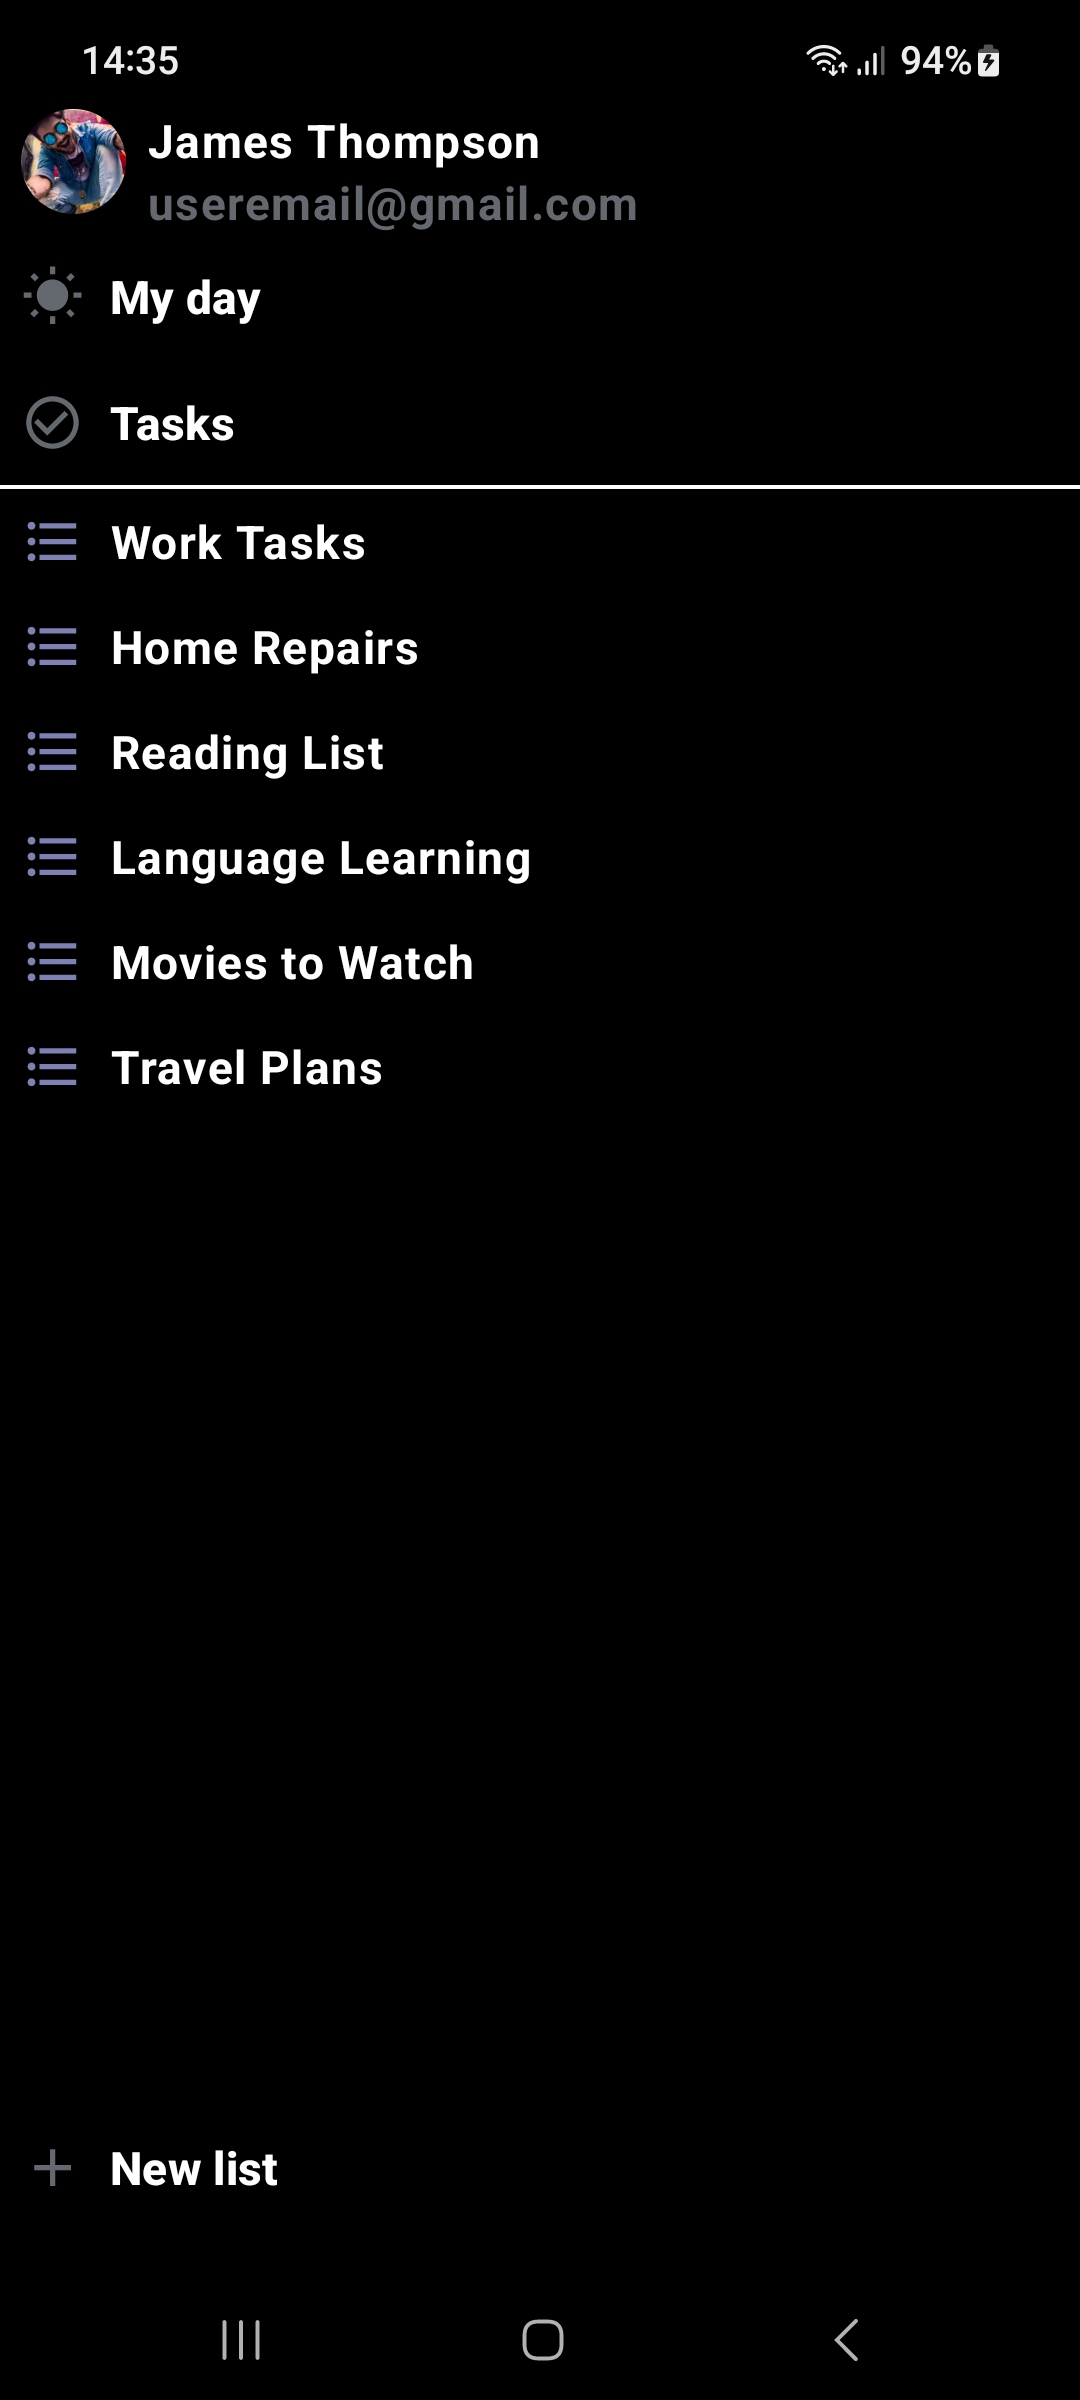 14:35
94%
James Thompson
useremail@gmail.com
My day
Tasks
Work Tasks
Home Repairs
Reading List
Language Learning
Movies to Watch
Travel Plans
New list